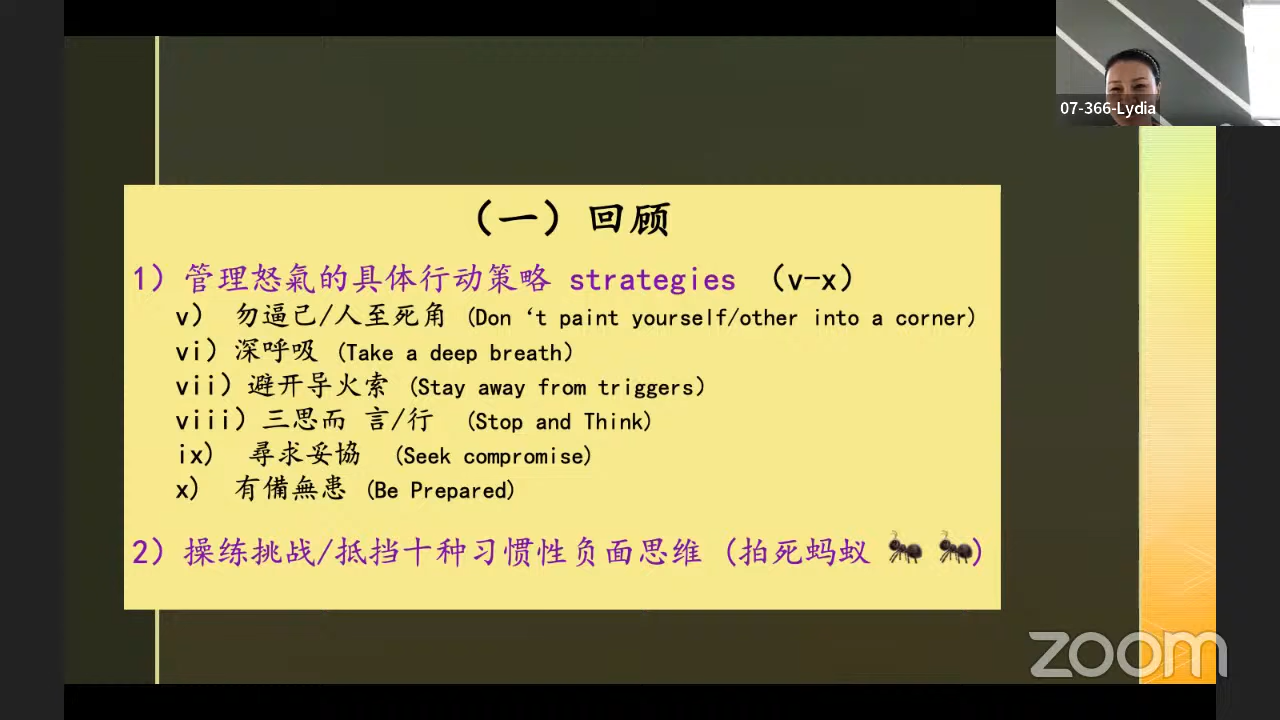 07-366-Lydia
（一）回顾
1）管理怒氣的具体行动策略 strategies （v-x）
v） 勿逼己/人至死角 (Don‘t paint yourself/other into a corner)
vi）深呼吸 (Take a deep breath)
vii）避开导火索 (Stay away from triggers)
viii）三思而 言/行 (Stop and Think)
ix) 尋求妥協 (Seek compromise)
x) 有備無患 (Be Prepared)
2）操练挑战/抵挡十种习惯性负面思维 (拍死蚂蚁 🐜 🐜)
zoom